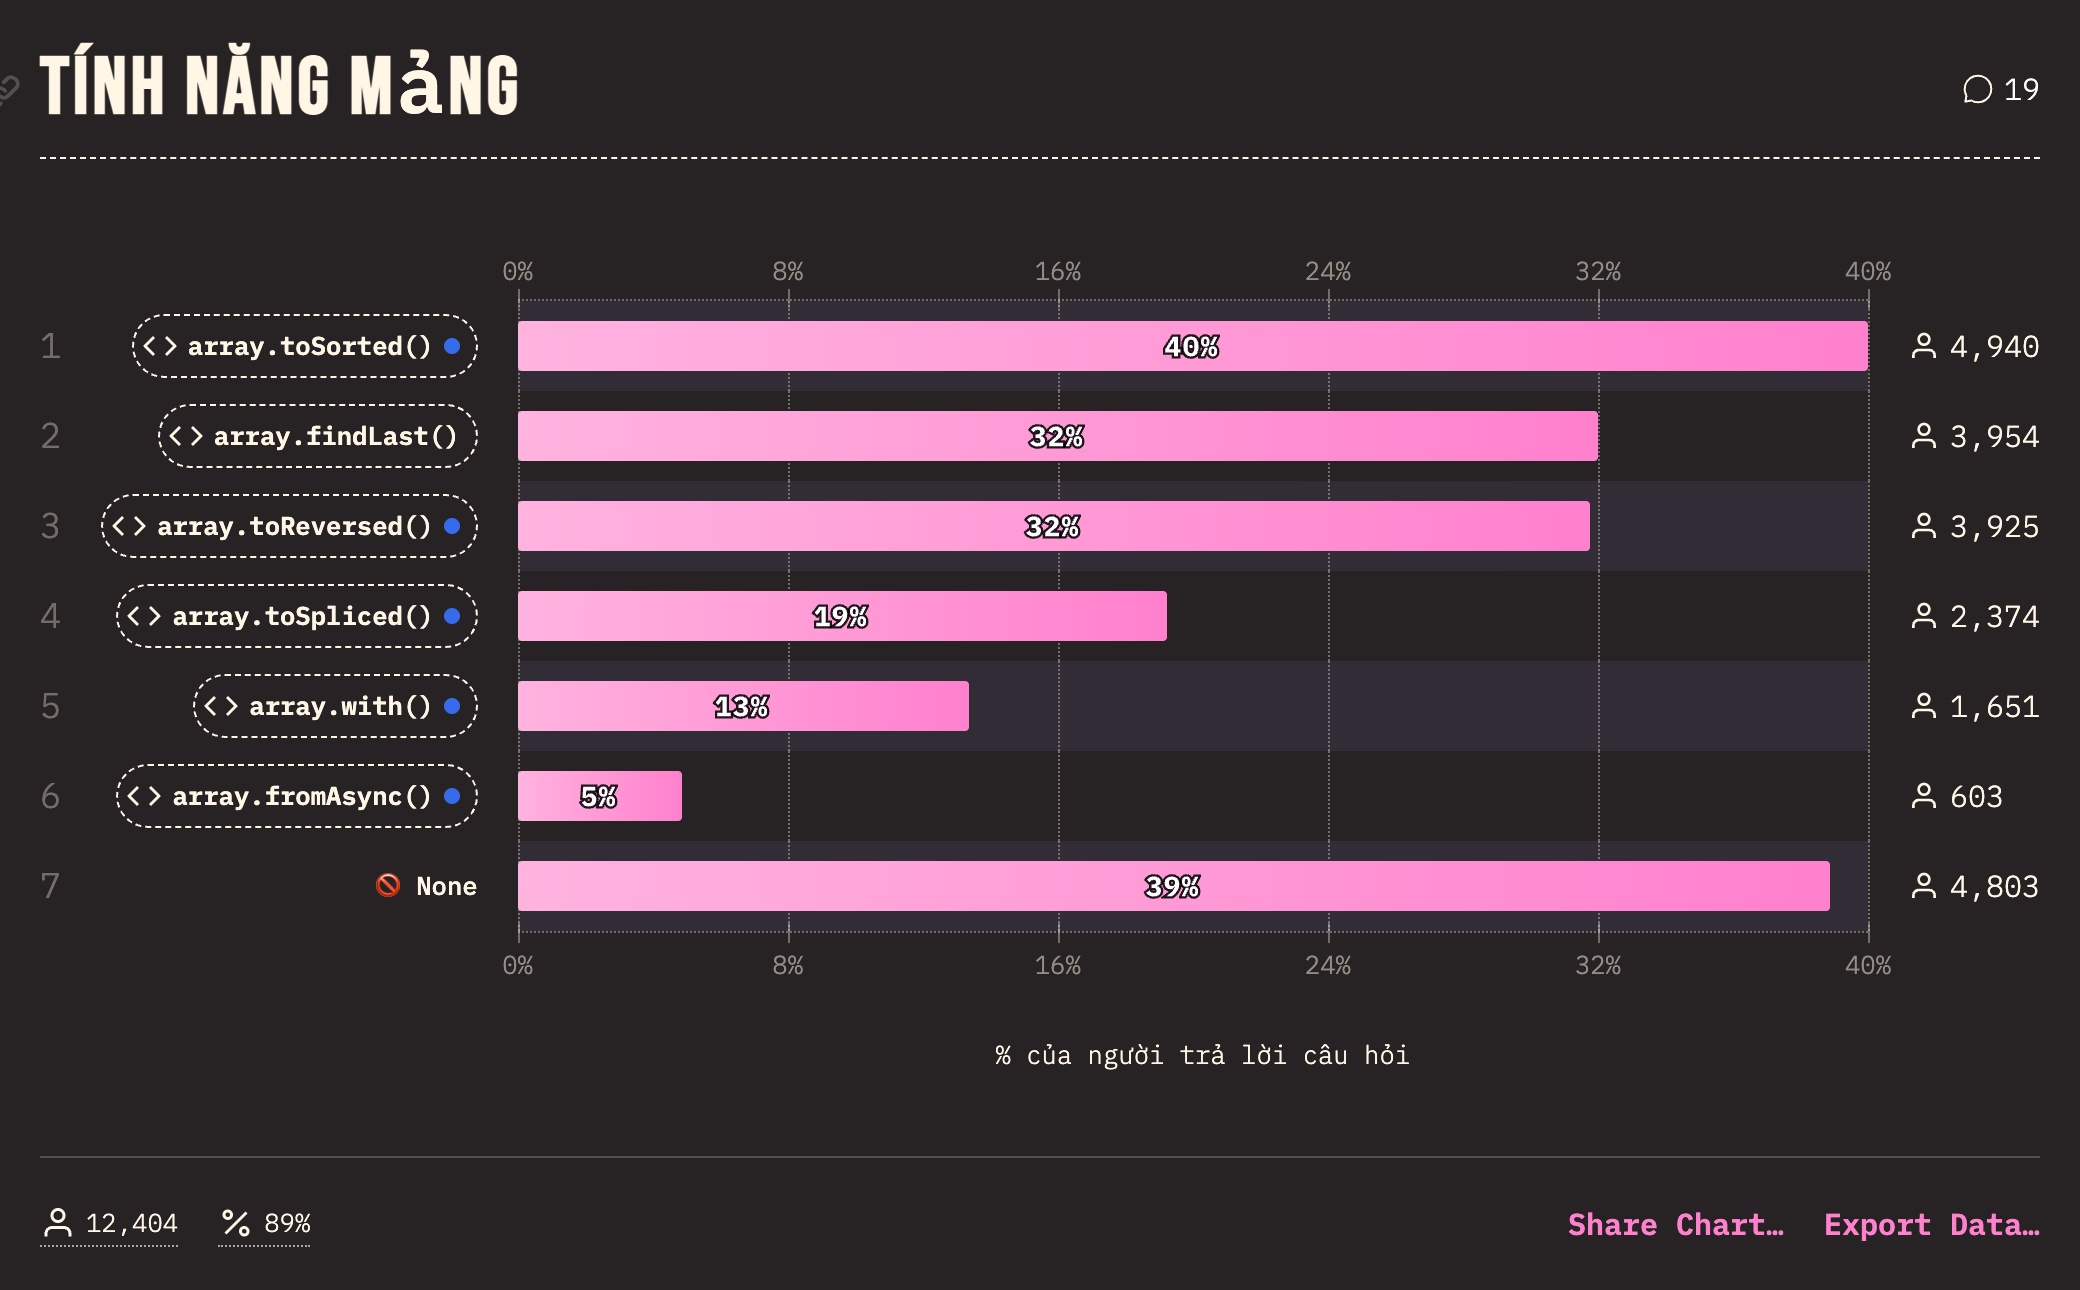 TÍNH NĂNG MảNG
19
0% 8% 16% 24% 32% 40%
1 <> array.toSorted() 40% 4,940
2 <> array.findLast() 32% 3,954
3 <> array.toReversed() 32% 3,925
4 <> array.toSpliced() 19% 2,374
5 <> array.with() 13% 1,651
6 <> array.fromAsync() 5% 603
7 🚫 None 39% 4,803
0% 8% 16% 24% 32% 40%
% của người trả lời câu hỏi
12,404 % 89% Share Chart… Export Data…